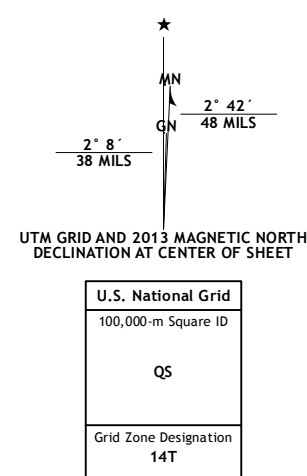 ★
MN
GN
2° 42´
48 MILS
2° 8´
38 MILS
UTM GRID AND 2013 MAGNETIC NORTH
DECLINATION AT CENTER OF SHEET
U.S. National Grid
100,000-m Square ID
QS
Grid Zone Designation
14T